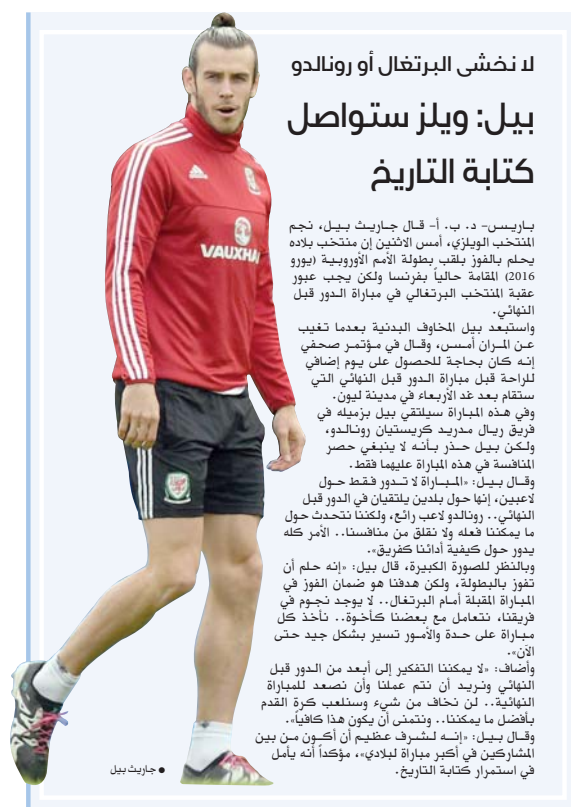 لا نخشى البرتغال أو رونالدو
بيل: ويلز ستواصل
كتابة التاريخ
باريس- د. ب. أ- قال جاريث بيل، نجم
المنتخب الويلزي، أمس الاثنين إن منتخب بلاده
يحلم بالفوز بلقب بطولة الأمم الأوروبية (يورو
2016) المقامة حالياً بفرنسا ولكن يجب عبور
عقبة المنتخب البرتغالي في مباراة الدور قبل
النهائي.
واستبعد بيل المخاوف البدنية بعدما تغيب
عن المران أمس، وقال في مؤتمر صحفي
إنه كان بحاجة للحصول على يوم إضافي
للراحة قبل مباراة الدور قبل النهائي التي
ستقام بعد غد الأربعاء في مدينة ليون.
وفي هذه المباراة سيلتقي بيل بزميله في
فريق ريال مدريد كريستيان رونالدو،
ولكن بيل حذر بأنه لا ينبغي حصر
المنافسة في هذه المباراة عليهما فقط.
وقال بيل: «المباراة لا تدور فقط حول
لاعبين، إنها حول بلدين يلتقيان في الدور قبل
النهائي.. رونالدو لاعب رائع، ولكننا نتحدث حول
ما يمكننا فعله ولا نقلق من منافسنا.. الأمر كله
يدور حول كيفية أدائنا كفريق».
وبالنظر للصورة الكبيرة، قال بيل: «إنه حلم أن
تفوز بالبطولة، ولكن هدفنا هو ضمان الفوز في
المباراة المقبلة أمام البرتغال.. لا يوجد نجوم في
فريقنا، نتعامل مع بعضنا كأخوة.. نأخذ كل
مباراة على حدة والأمور تسير بشكل جيد حتى
الآن».
وأضاف: «لا يمكننا التفكير إلى أبعد من الدور قبل
النهائي ونريد أن نتم عملنا وأن نصعد للمباراة
النهائية.. لن نخاف من شيء وسنلعب كرة القدم
بأفضل ما يمكننا.. ونتمنى أن يكون هذا كافياً».
وقال بيل: «إنه لشرف عظيم أن أكون من بين
المشاركين في أكبر مباراة لبلادي»، مؤكداً أنه يأمل
في استمرار كتابة التاريخ.
● جاريث بيل
adidas
VAUXHALL